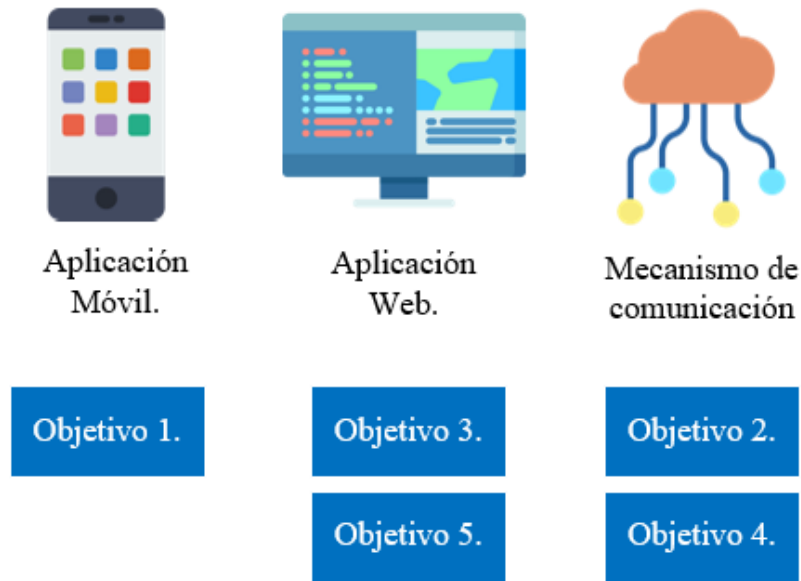 Aplicación
Móvil.
Aplicación
Web.
Mecanismo de
comunicación
Objetivo 1.
Objetivo 3.
Objetivo 2.
Objetivo 5.
Objetivo 4.